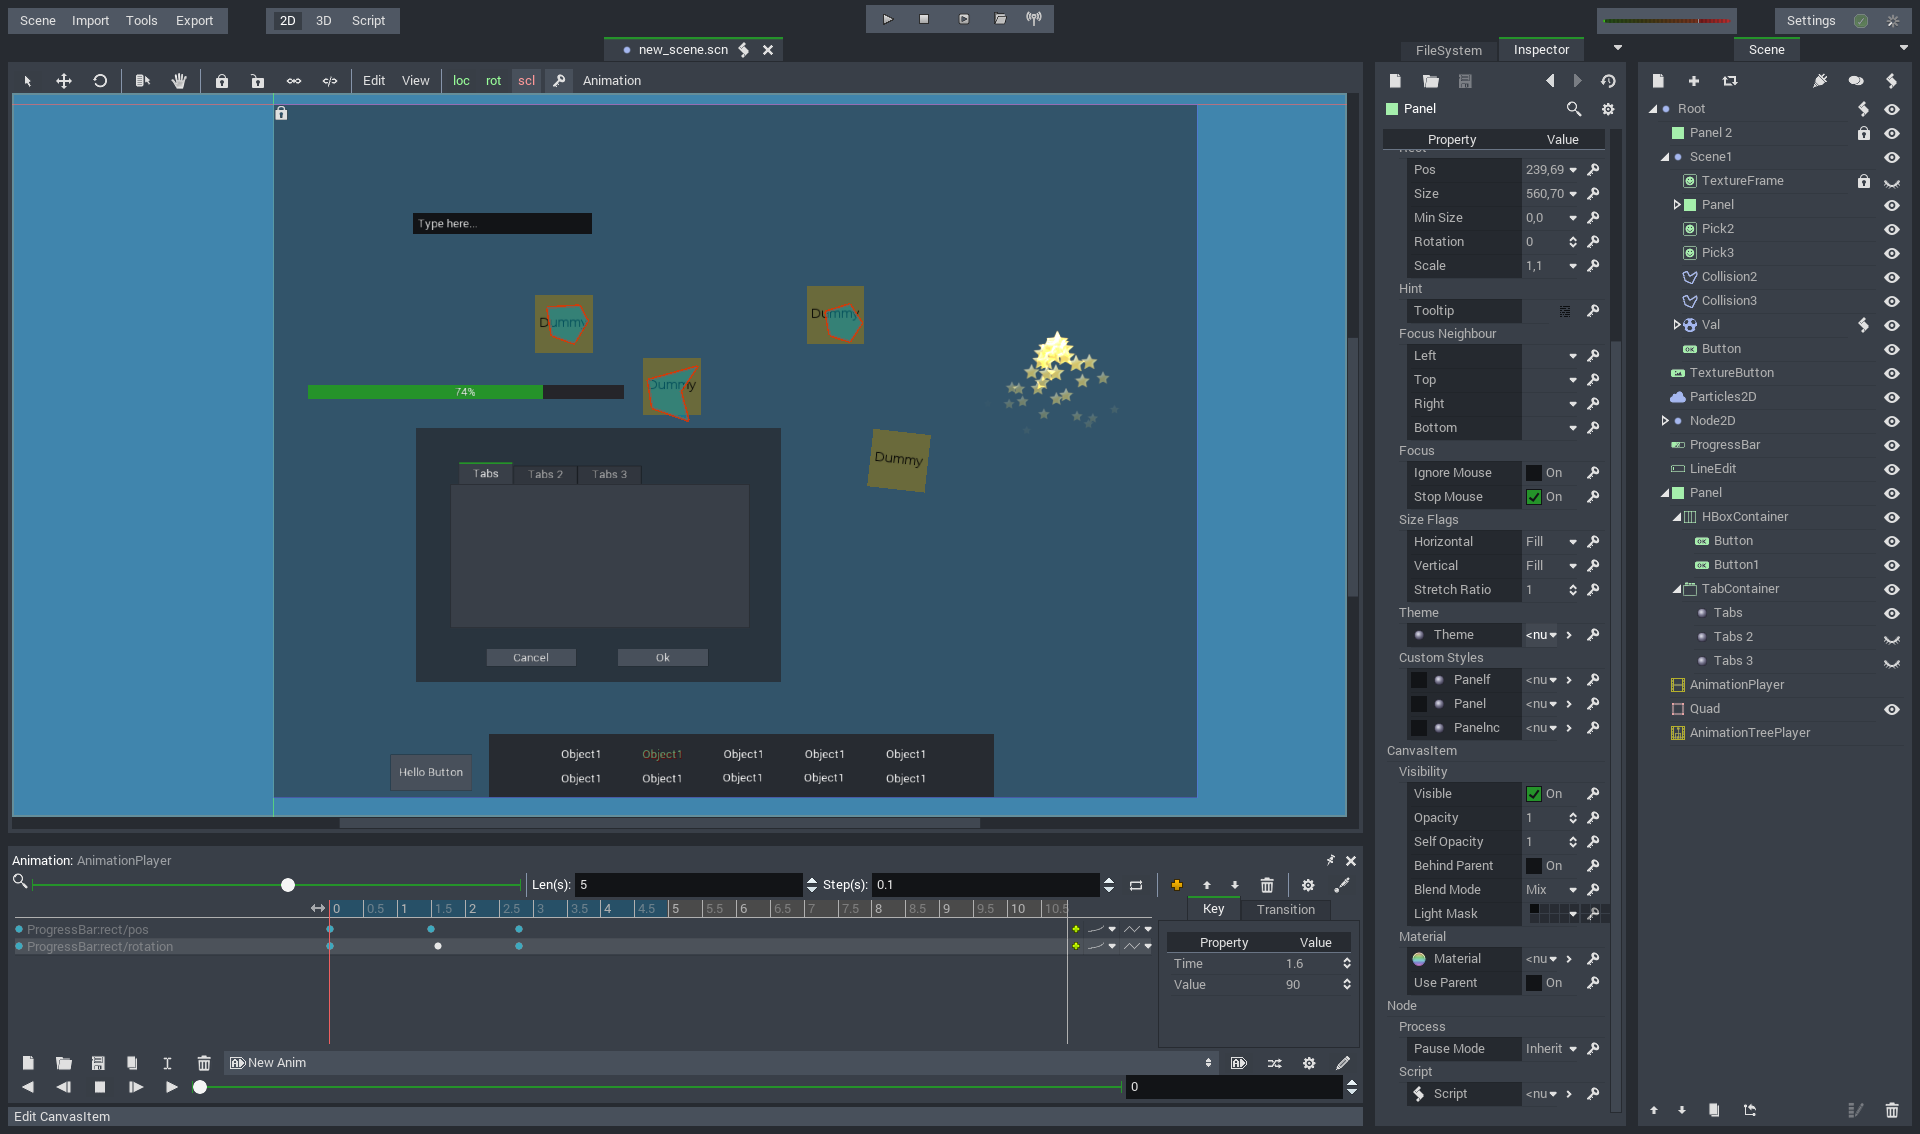 Scene Import Tools Export
2D 3D Script
Settings
new_scene.scn
FileSystem Inspector
Scene
Edit View loc rot scl Animation
Type here...
Dummy
Dummy
Dummy
Dummy
74%
Tabs Tabs 2 Tabs 3
Cancel Ok
Hello Button
Object1 Object1 Object1 Object1 Object1
Object1 Object1 Object1 Object1 Object1
Animation: AnimationPlayer
Len(s): 5 Step(s): 0.1
0 0.5 1 1.5 2 2.5 3 3.5 4 4.5 5 5.5 6 6.5 7 7.5 8 8.5 9 9.5 10 10.5
ProgressBar:rect/pos
ProgressBar:rect/rotation
Key Transition
Property Value
Time 1.6
Value 90
New Anim
0
Edit CanvasItem
Panel
Property Value
Pos 239,69
Size 560,70
Min Size 0,0
Rotation 0
Scale 1,1
Hint
Tooltip
Focus Neighbour
Left
Top
Right
Bottom
Focus
Ignore Mouse On
Stop Mouse On
Size Flags
Horizontal Fill
Vertical Fill
Stretch Ratio 1
Theme
Theme <nu
Custom Styles
Panelf <nu
Panel <nu
Panelnc <nu
CanvasItem
Visibility
Visible On
Opacity 1
Self Opacity 1
Behind Parent On
Blend Mode Mix
Light Mask
Material
Material <nu
Use Parent On
Node
Process
Pause Mode Inherit
Script
Script <nu
Root
Panel 2
Scene1
TextureFrame
Panel
Pick2
Pick3
Collision2
Collision3
Val
Button
TextureButton
Particles2D
Node2D
ProgressBar
LineEdit
Panel
HBoxContainer
Button
Button1
TabContainer
Tabs
Tabs 2
Tabs 3
AnimationPlayer
Quad
AnimationTreePlayer